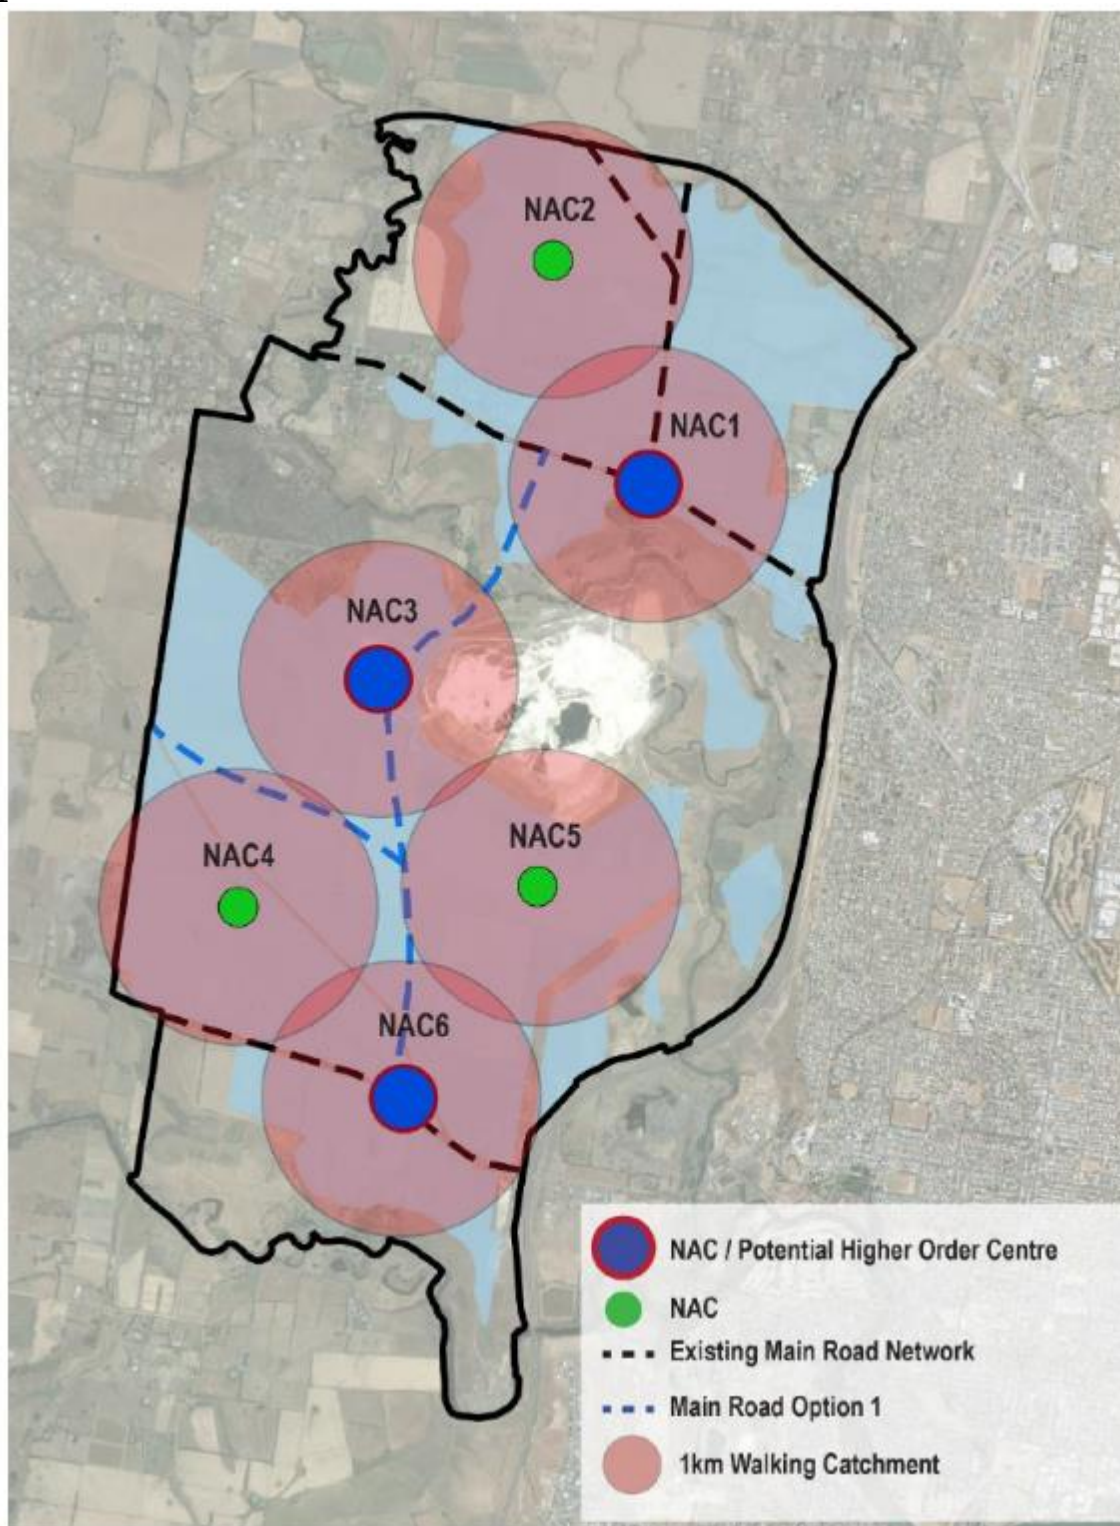 NAC2
NAC1
NAC3
NAC5
NAC4
NAC6
NAC / Potential Higher Order Centre
NAC
Existing Main Road Network
Main Road Option 1
1km Walking Catchment